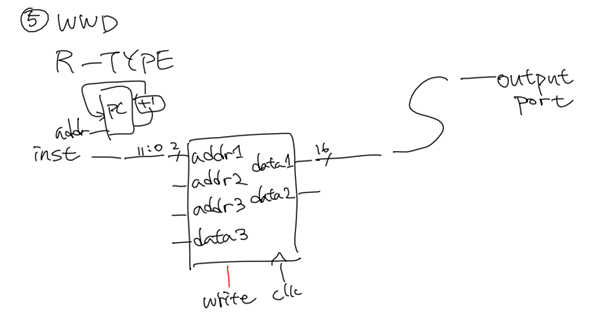 ⑤ WWD
R-TYPE
PC
+1
addr
inst
11:0
2
addr1
data1
16
addr2
data2
addr3
data3
write
clk
output
port